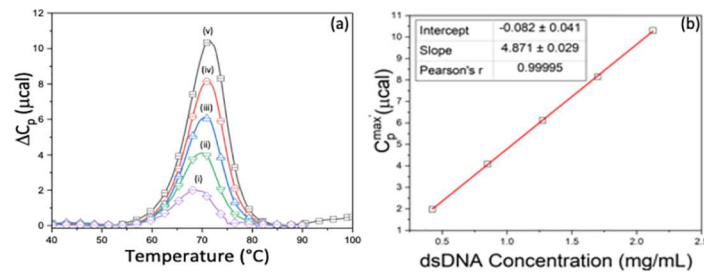 (a)
12
10
8
6
4
2
0
ΔCp (μcal)
(v)
(iv)
(iii)
(ii)
(i)
40 50 60 70 80 90 100
Temperature (°C)
(b)
11
10
9
8
7
6
5
4
3
2
1
Cp max' (μcal)
Intercept -0.082 ± 0.041
Slope 4.871 ± 0.029
Pearson's r 0.99995
0.5 1.0 1.5 2.0 2.5
dsDNA Concentration (mg/mL)